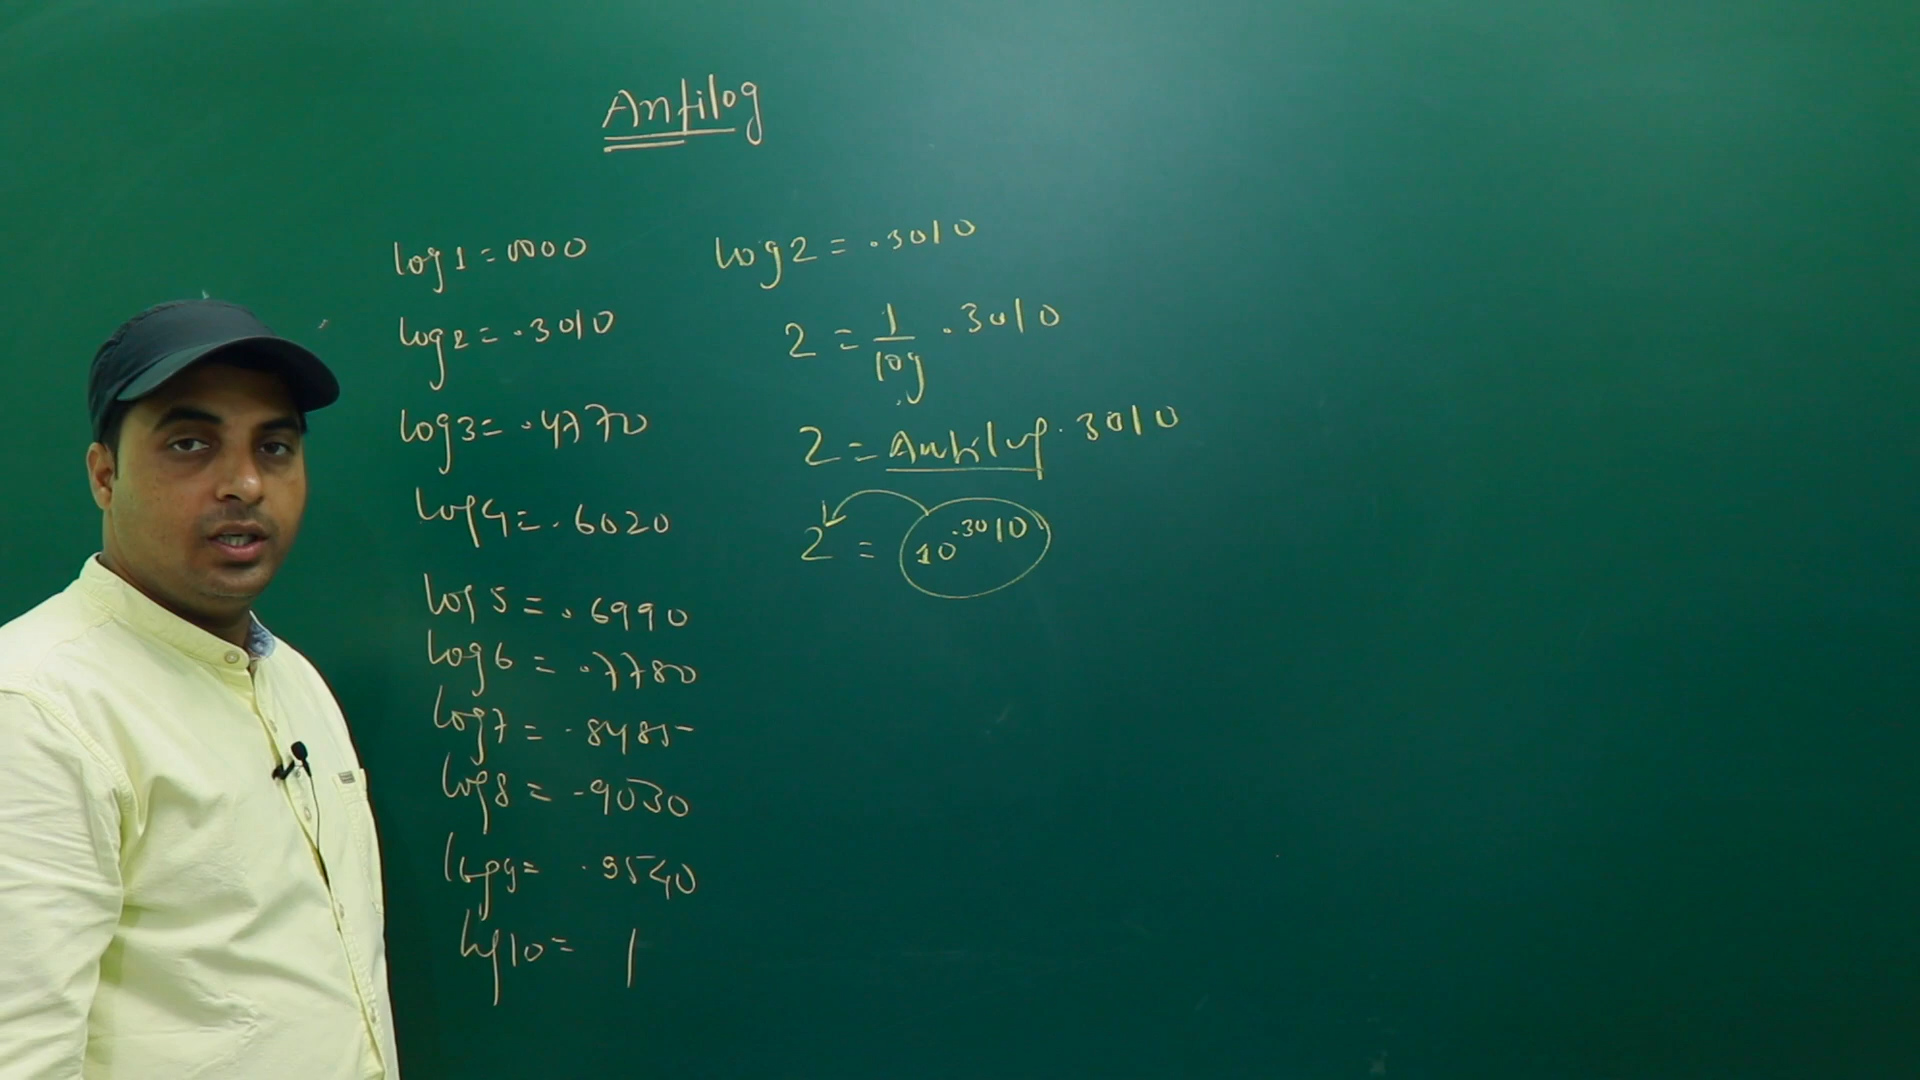 Antilog
log 1 = 0000
log 2 = .3010
log 3 = .4770
log 4 = .6020
log 5 = .6990
log 6 = .7780
log 7 = .8485
log 8 = .9030
log 9 = .9540
log 10 = 1
log 2 = .3010
2 = 1/log .3010
2 = Antilog .3010
2 = 10^.3010